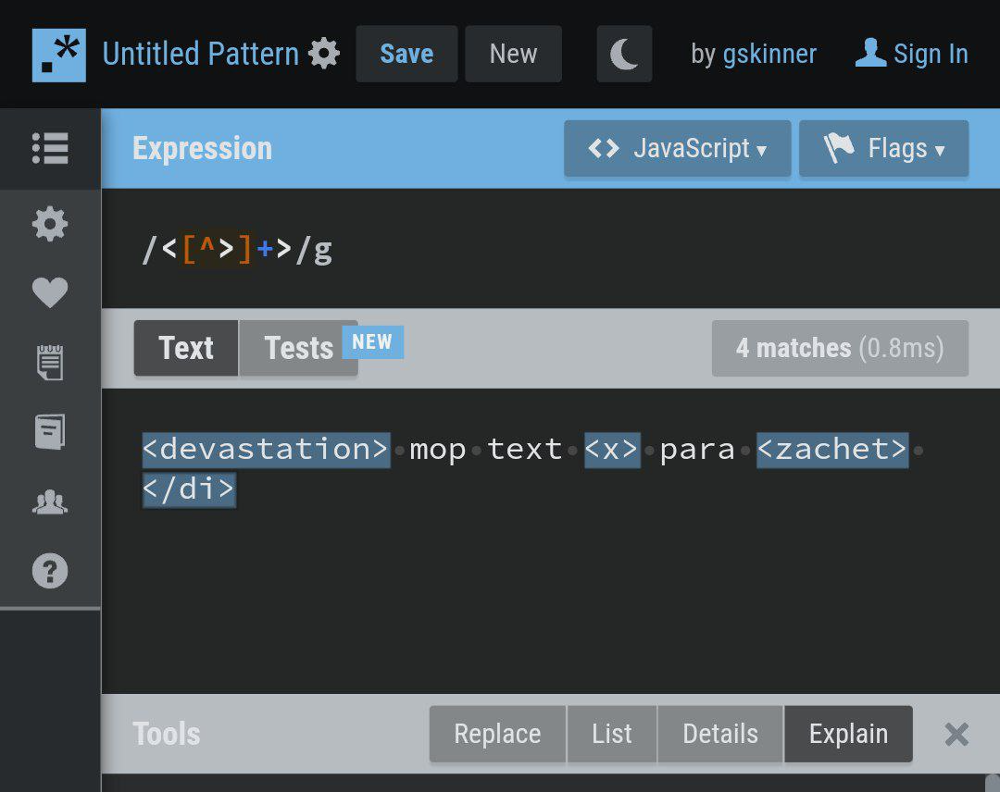 Untitled Pattern Save New by gskinner Sign In
Expression <> JavaScript ▾ Flags ▾
/<[^>]+>/g
Text Tests NEW 4 matches (0.8ms)
<devastation>•mop•text•<x>•para•<zachet>•
</di>
Tools Replace List Details Explain